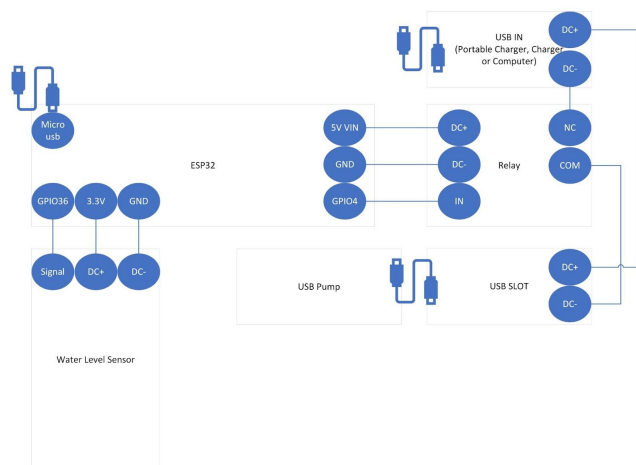 USB IN
(Portable Charger, Charger
or Computer)
DC+
DC-
Micro
usb
ESP32
5V VIN
GND
GPIO4
DC+
DC-
IN
Relay
NC
COM
GPIO36
3.3V
GND
Signal
DC+
DC-
Water Level Sensor
USB Pump
USB SLOT
DC+
DC-